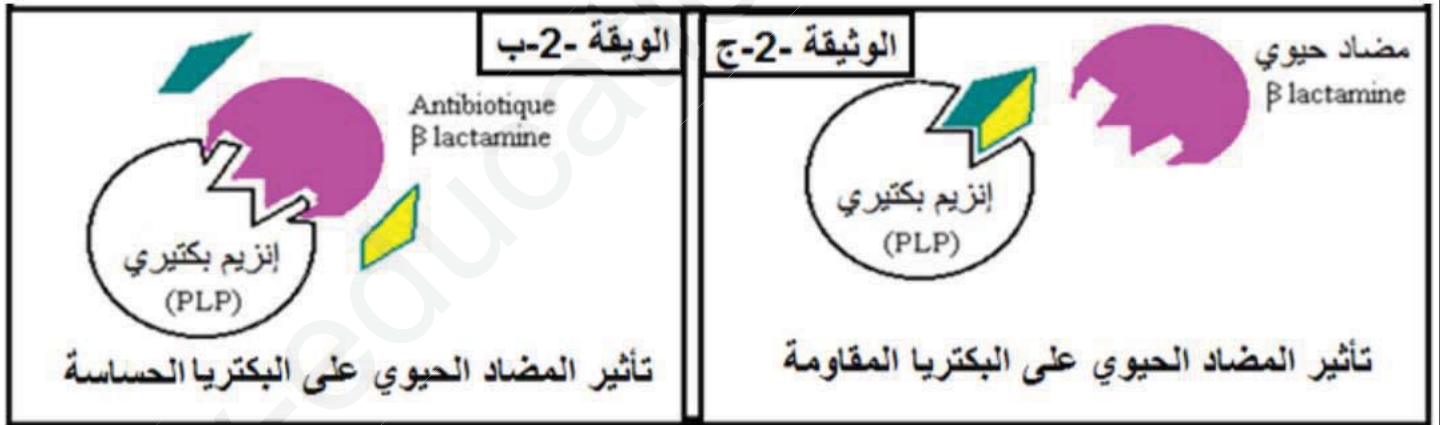 الوثيقة -2-ج
مضاد حيوي
β lactamine
إنزيم بكتيري
(PLP)
تأثير المضاد الحيوي على البكتريا المقاومة
الويقة -2-ب
Antibiotique
β lactamine
إنزيم بكتيري
(PLP)
تأثير المضاد الحيوي على البكتريا الحساسة